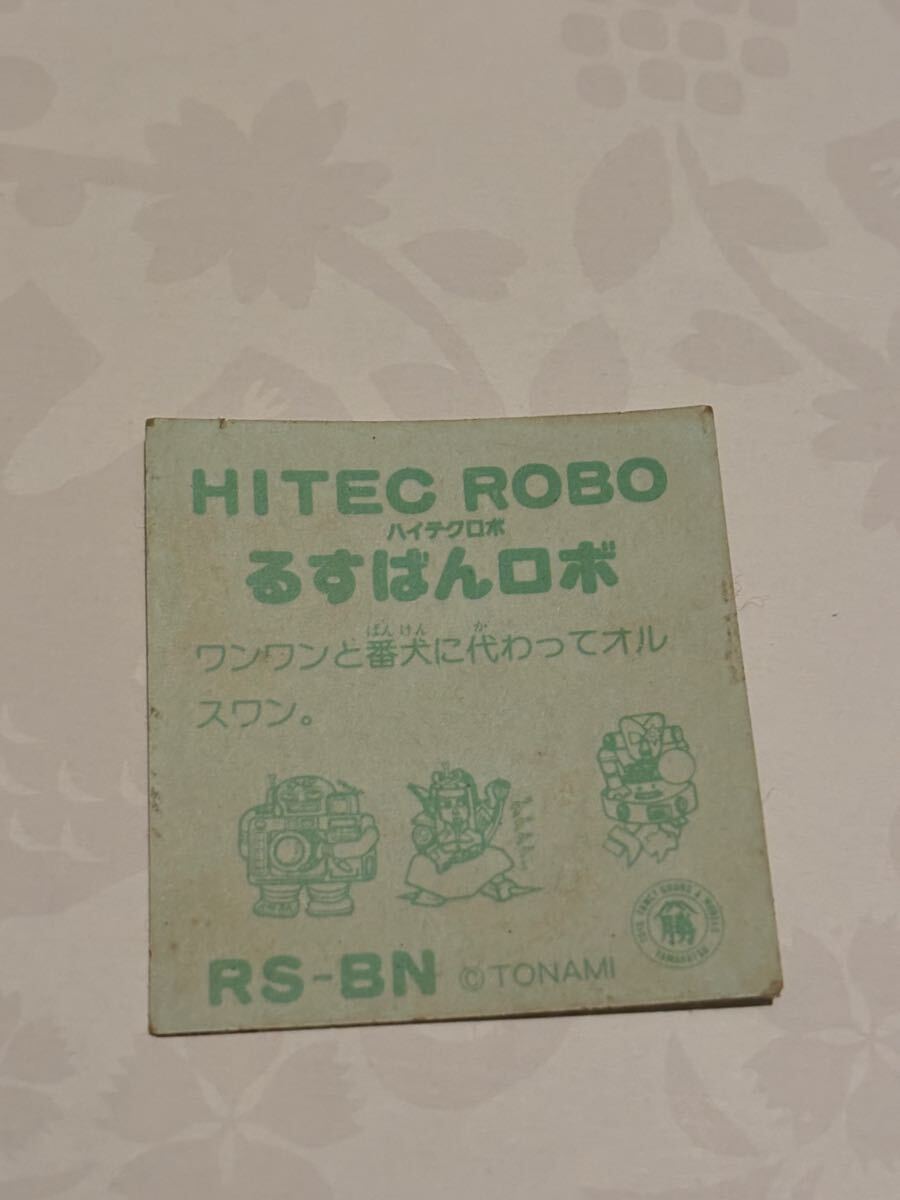 HITEC ROBO
ハイテクロボ
るすばんロボ
ばんけん か
ワンワンと番犬に代わってオル
スワン。
RS-BN ©TONAMI
勝
YAMAKATSU